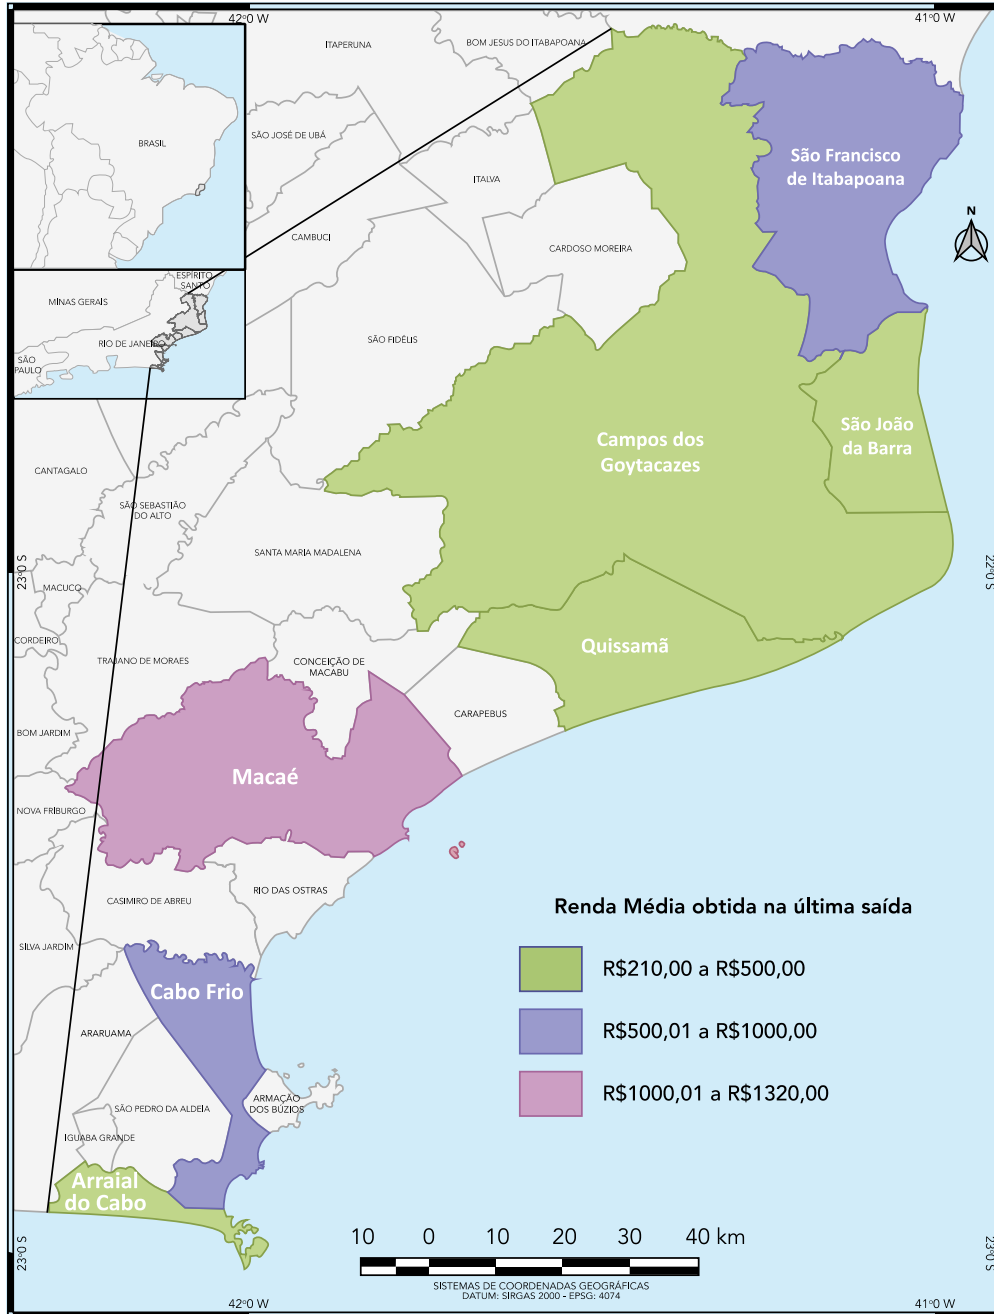 42°0 W
41°0 W
ITAPERUNA
BOM JESUS DO ITABAPOANA
BRASIL
SÃO JOSÉ DE UBÁ
São Francisco
de Itabapoana
ITALVA
N
CAMBUCI
CARDOSO MOREIRA
ESPÍRITO
SANTO
MINAS GERAIS
RIO DE JANEIRO
SÃO
PAULO
SÃO FIDÉLIS
São João
da Barra
Campos dos
Goytacazes
CANTAGALO
SÃO SEBASTIÃO
DO ALTO
SANTA MARIA MADALENA
23°0 S
22°0 S
MACUCO
CORDEIRO
Quissamã
TRAJANO DE MORAES
CONCEIÇÃO DE
MACABU
CARAPEBUS
BOM JARDIM
Macaé
NOVA FRIBURGO
RIO DAS OSTRAS
CASIMIRO DE ABREU
Renda Média obtida na última saída
SILVA JARDIM
R$210,00 a R$500,00
Cabo Frio
R$500,01 a R$1000,00
ARARUAMA
R$1000,01 a R$1320,00
ARMAÇÃO
DOS BÚZIOS
SÃO PEDRO DA ALDEIA
IGUABA GRANDE
Arraial
do Cabo
10 0 10 20 30 40 km
23°0 S
23°0 S
SISTEMAS DE COORDENADAS GEOGRÁFICAS
DATUM: SIRGAS 2000 - EPSG: 4074
42°0 W
41°0 W